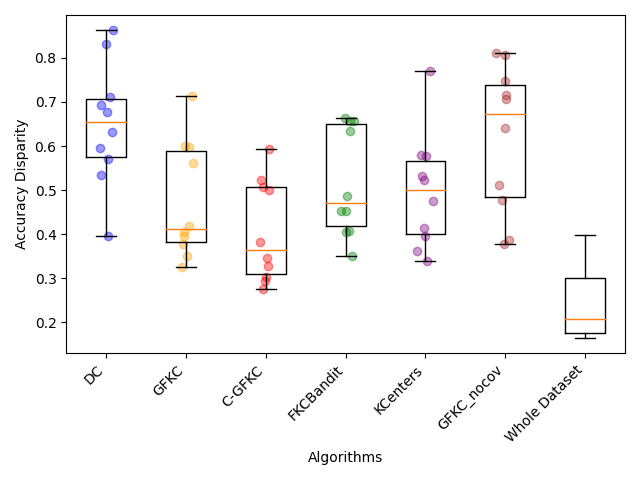 Accuracy Disparity
0.8
0.7
0.6
0.5
0.4
0.3
0.2
DC
GFKC
C-GFKC
FKCBandit
KCenters
GFKC_nocov
Whole Dataset
Algorithms